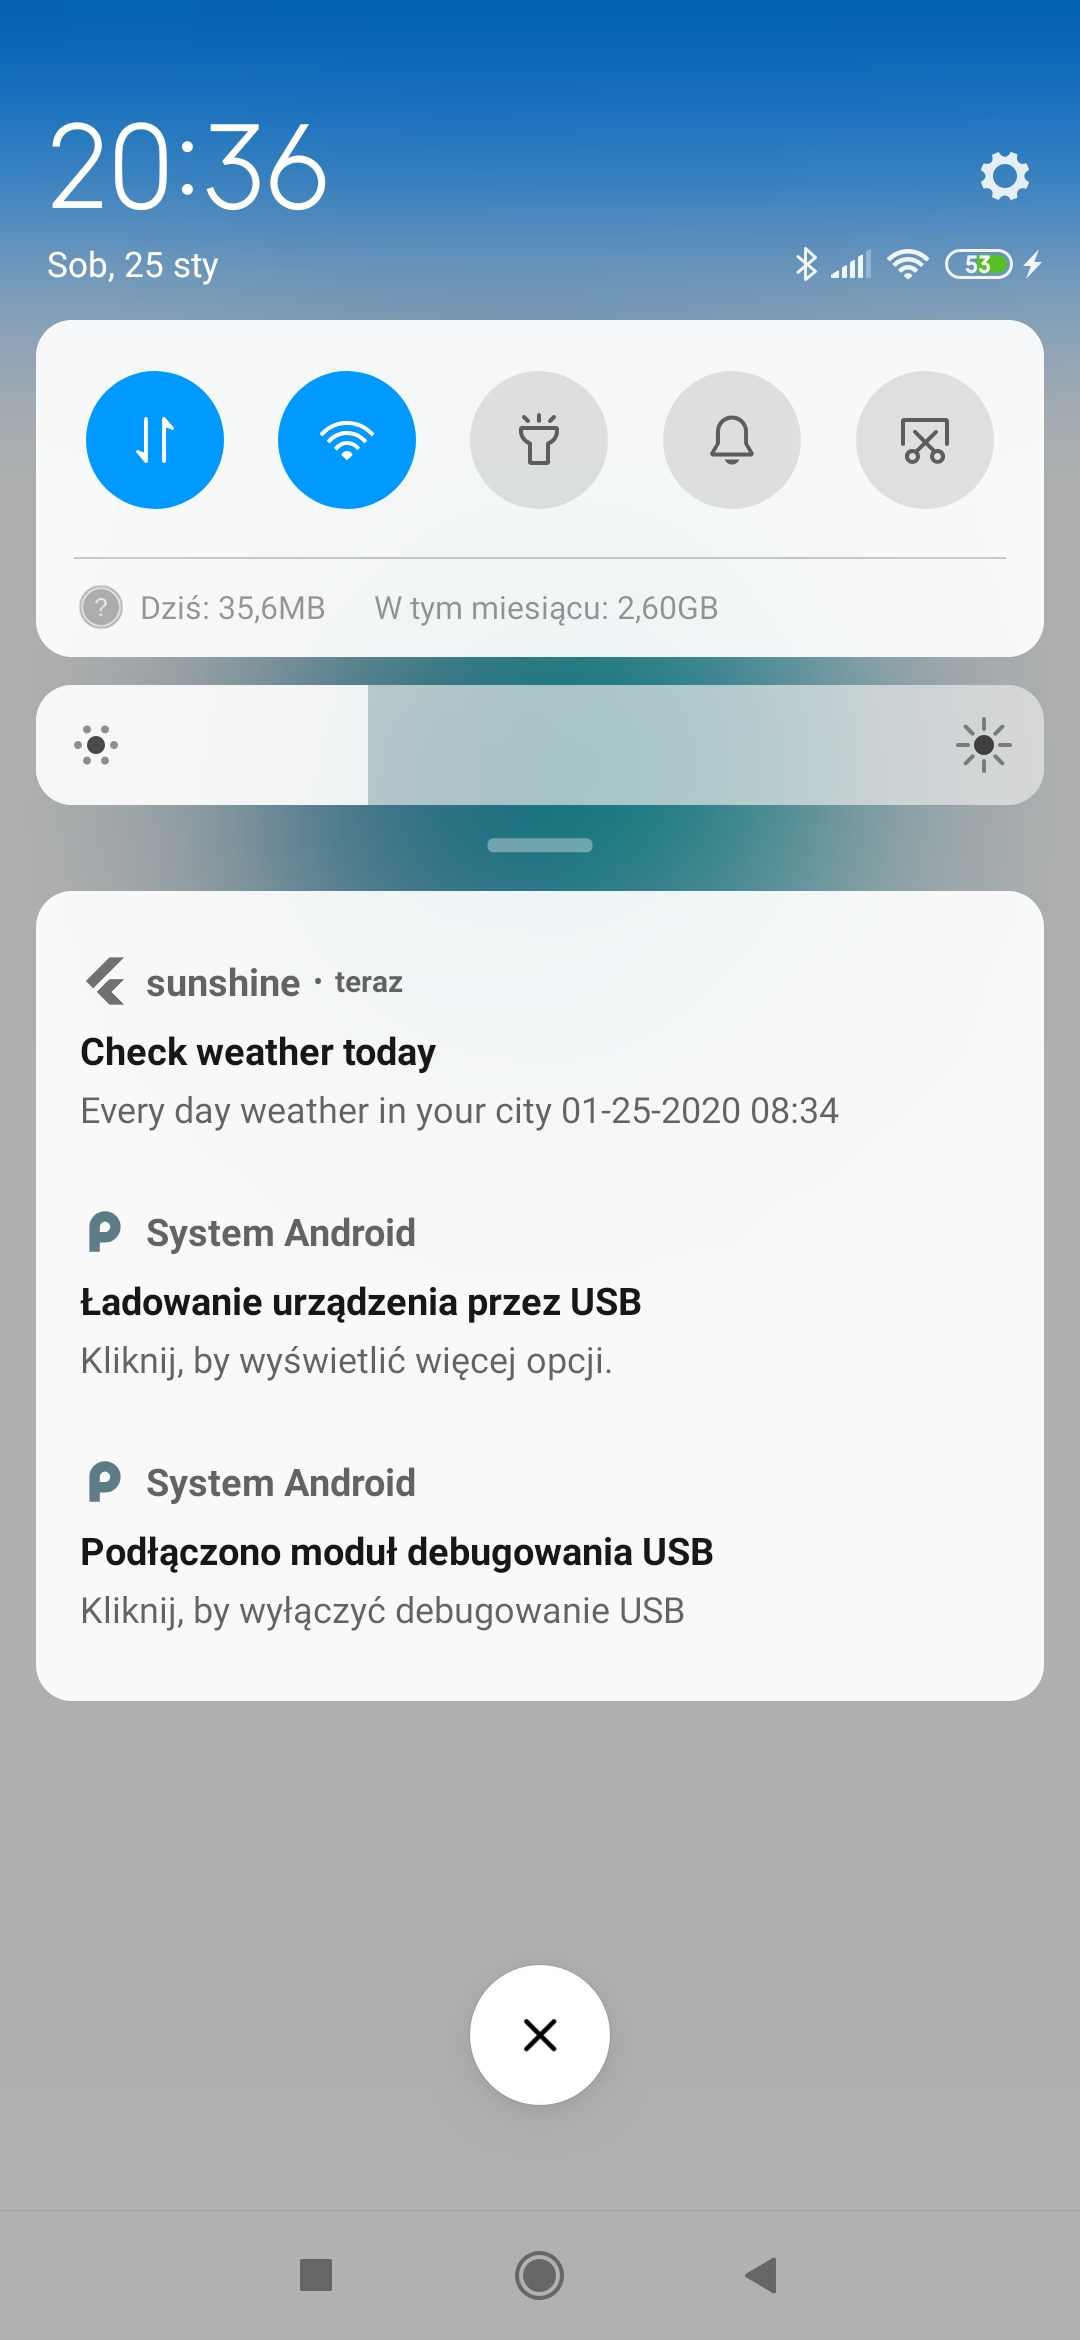 20:36
Sob, 25 sty
53
?
Dziś: 35,6MB W tym miesiącu: 2,60GB
sunshine · teraz
Check weather today
Every day weather in your city 01-25-2020 08:34
System Android
Ładowanie urządzenia przez USB
Kliknij, by wyświetlić więcej opcji.
System Android
Podłączono moduł debugowania USB
Kliknij, by wyłączyć debugowanie USB